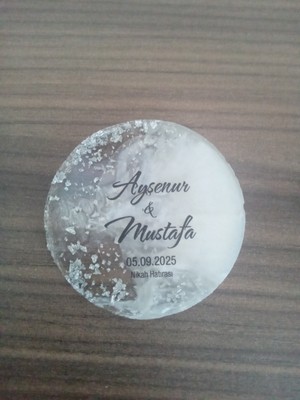 Ayşenur
&
Mustafa
05.09.2025
Nikah Hatırası